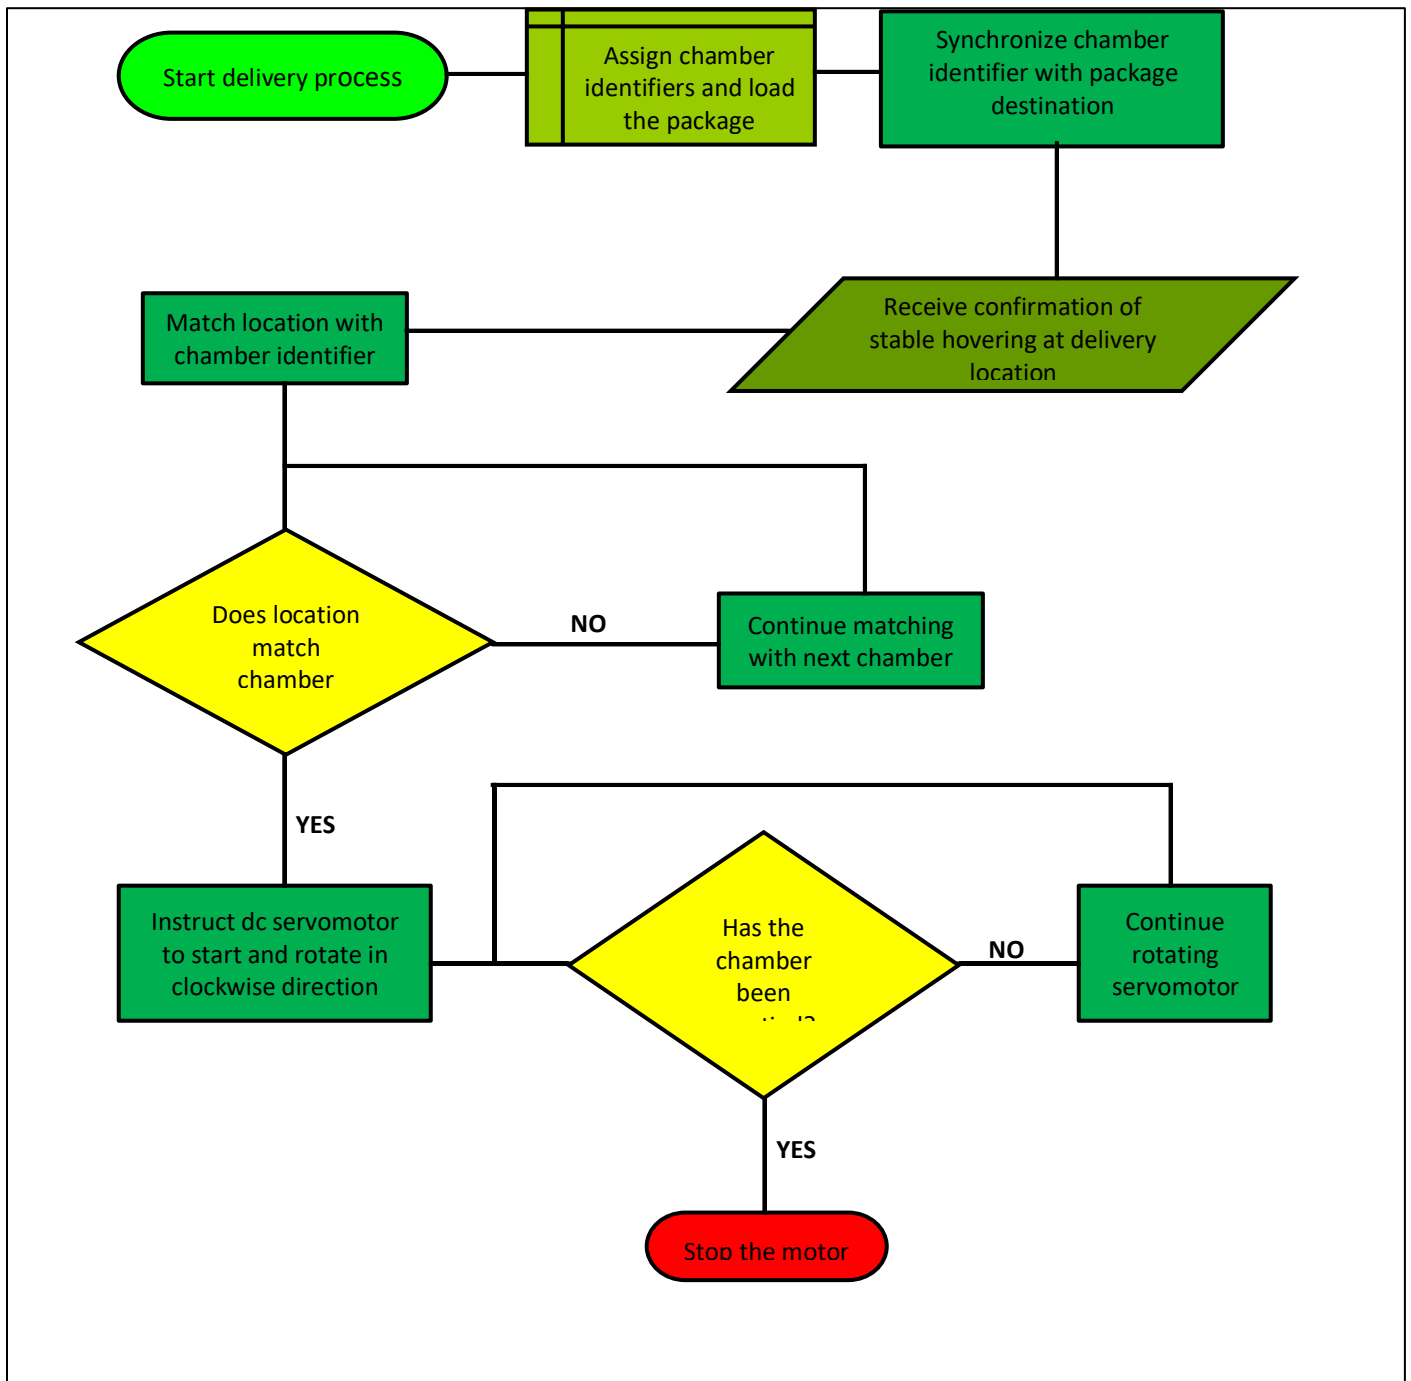 Start delivery process
Assign chamber
identifiers and load
the package
Synchronize chamber
identifier with package
destination
Receive confirmation of
stable hovering at delivery
location
Match location with
chamber identifier
Does location
match
chamber
NO
Continue matching
with next chamber
YES
Instruct dc servomotor
to start and rotate in
clockwise direction
Has the
chamber
been
NO
Continue
rotating
servomotor
YES
Stop the motor